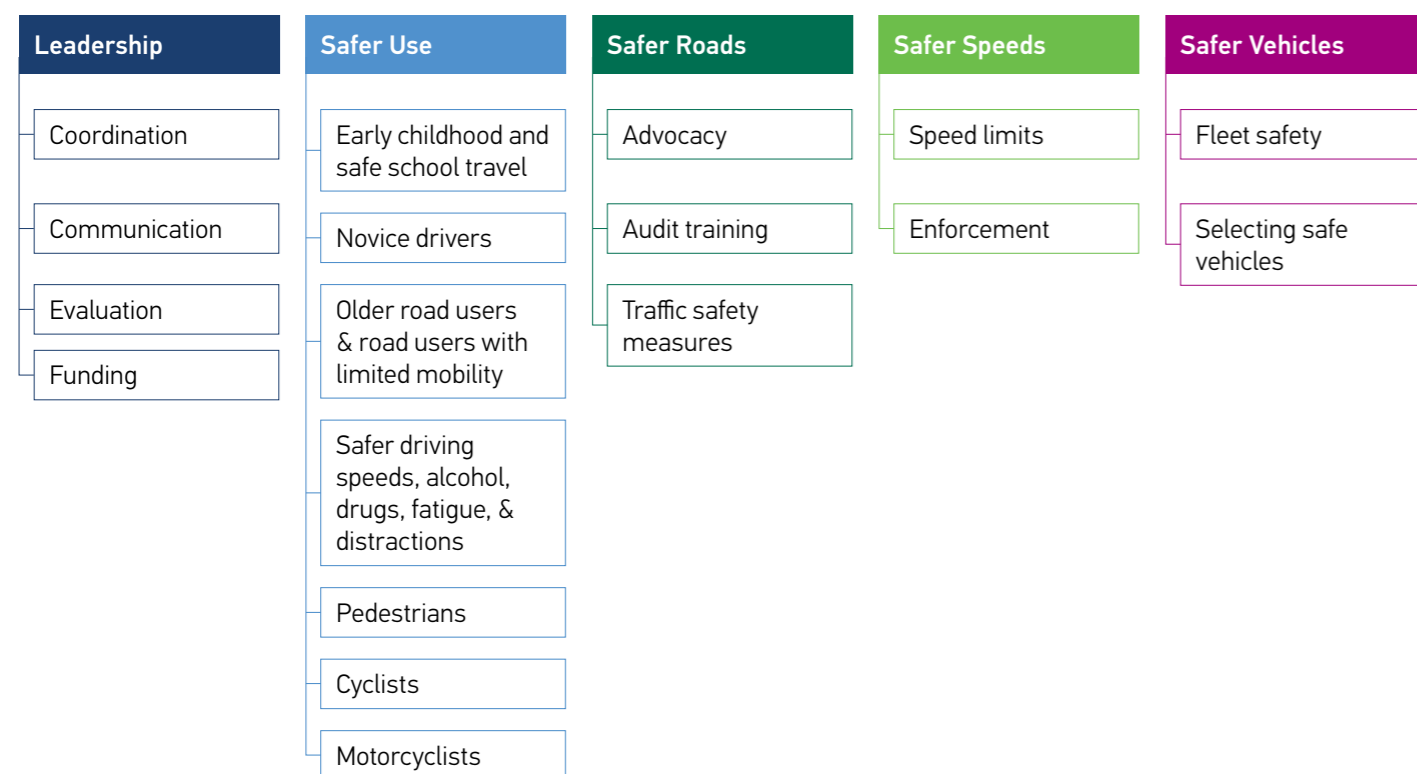 Leadership
Coordination
Communication
Evaluation
Funding
Safer Use
Early childhood and
safe school travel
Novice drivers
Older road users
& road users with
limited mobility
Safer driving
speeds, alcohol,
drugs, fatigue, &
distractions
Pedestrians
Cyclists
Motorcyclists
Safer Roads
Advocacy
Audit training
Traffic safety
measures
Safer Speeds
Speed limits
Enforcement
Safer Vehicles
Fleet safety
Selecting safe
vehicles